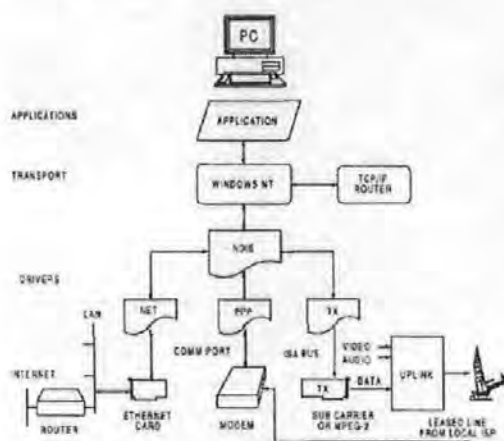 PC
APPLICATIONS
APPLICATION
TRANSPORT
WINDOWS NT
TCP/IP
ROUTER
NDIS
DRIVERS
NET
PPP
TX
LAN
COMM PORT
ISA BUS
VIDEO
AUDIO
INTERNET
TX
DATA
UPLINK
ROUTER
ETHERNET
CARD
MODEM
SUB CARRIER
OR MPEG-2
LEASED LINE
FROM LOCAL ISP